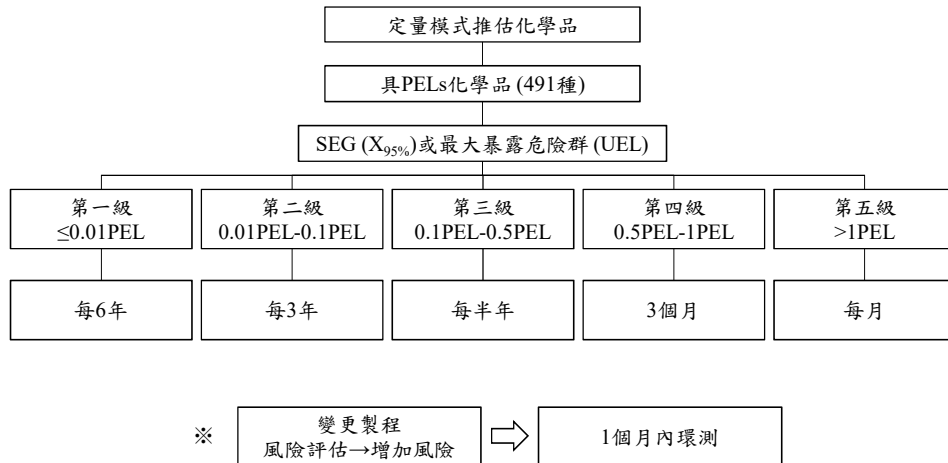 定量模式推估化學品
具PELs化學品 (491種)
SEG (X95%)或最大暴露危險群 (UEL)
第一級
≤0.01PEL
第二級
0.01PEL-0.1PEL
第三級
0.1PEL-0.5PEL
第四級
0.5PEL-1PEL
第五級
>1PEL
每6年
每3年
每半年
3個月
每月
※
變更製程
風險評估→增加風險
1個月內環測